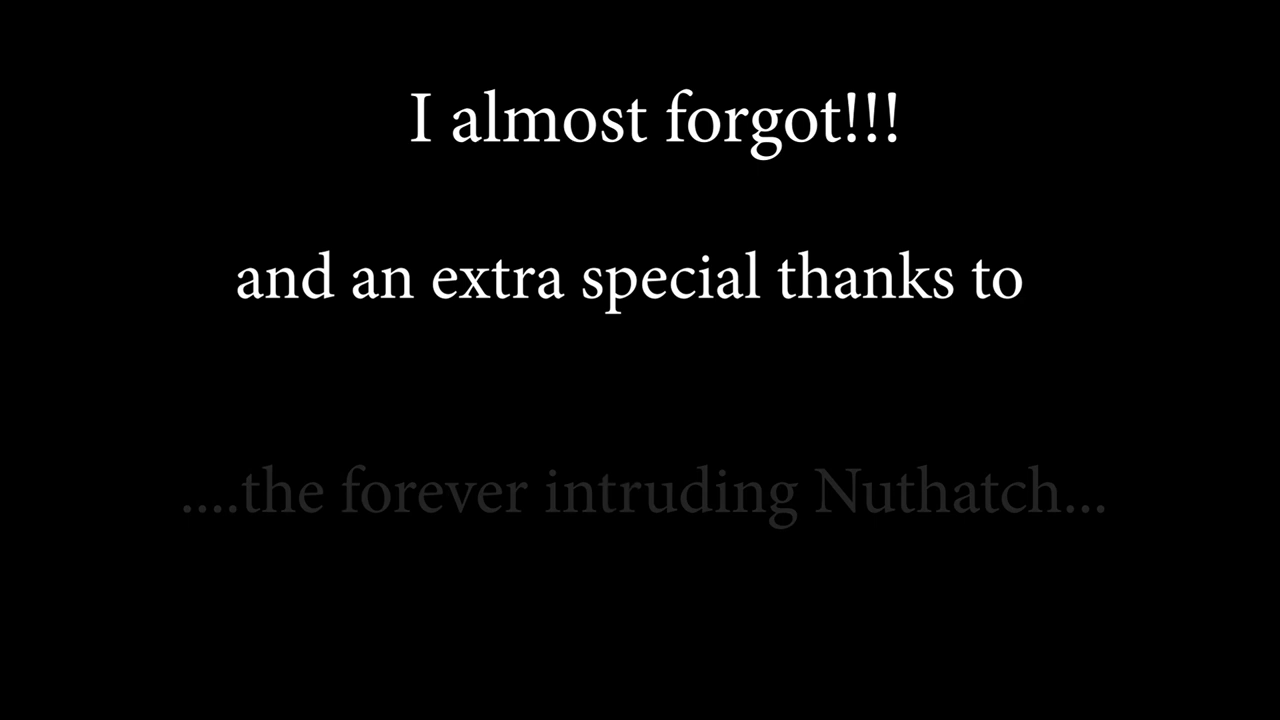 I almost forgot!!!
and an extra special thanks to
....the forever intruding Nuthatch...